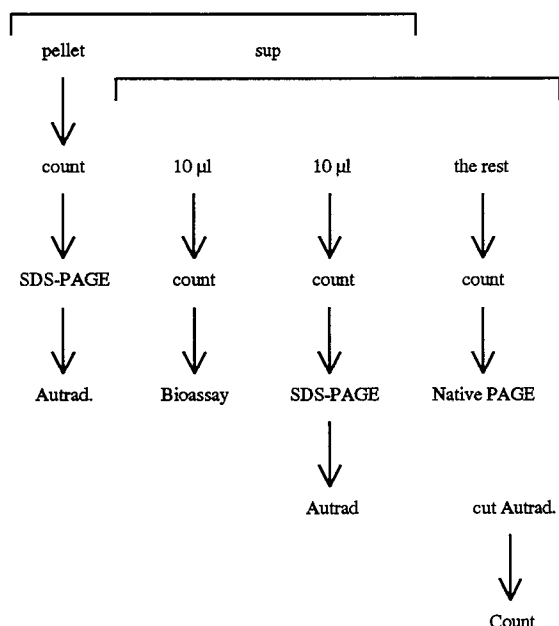 pellet sup
count 10 µl 10 µl the rest
SDS-PAGE count count count
Autrad. Bioassay SDS-PAGE Native PAGE
Autrad cut Autrad.
Count